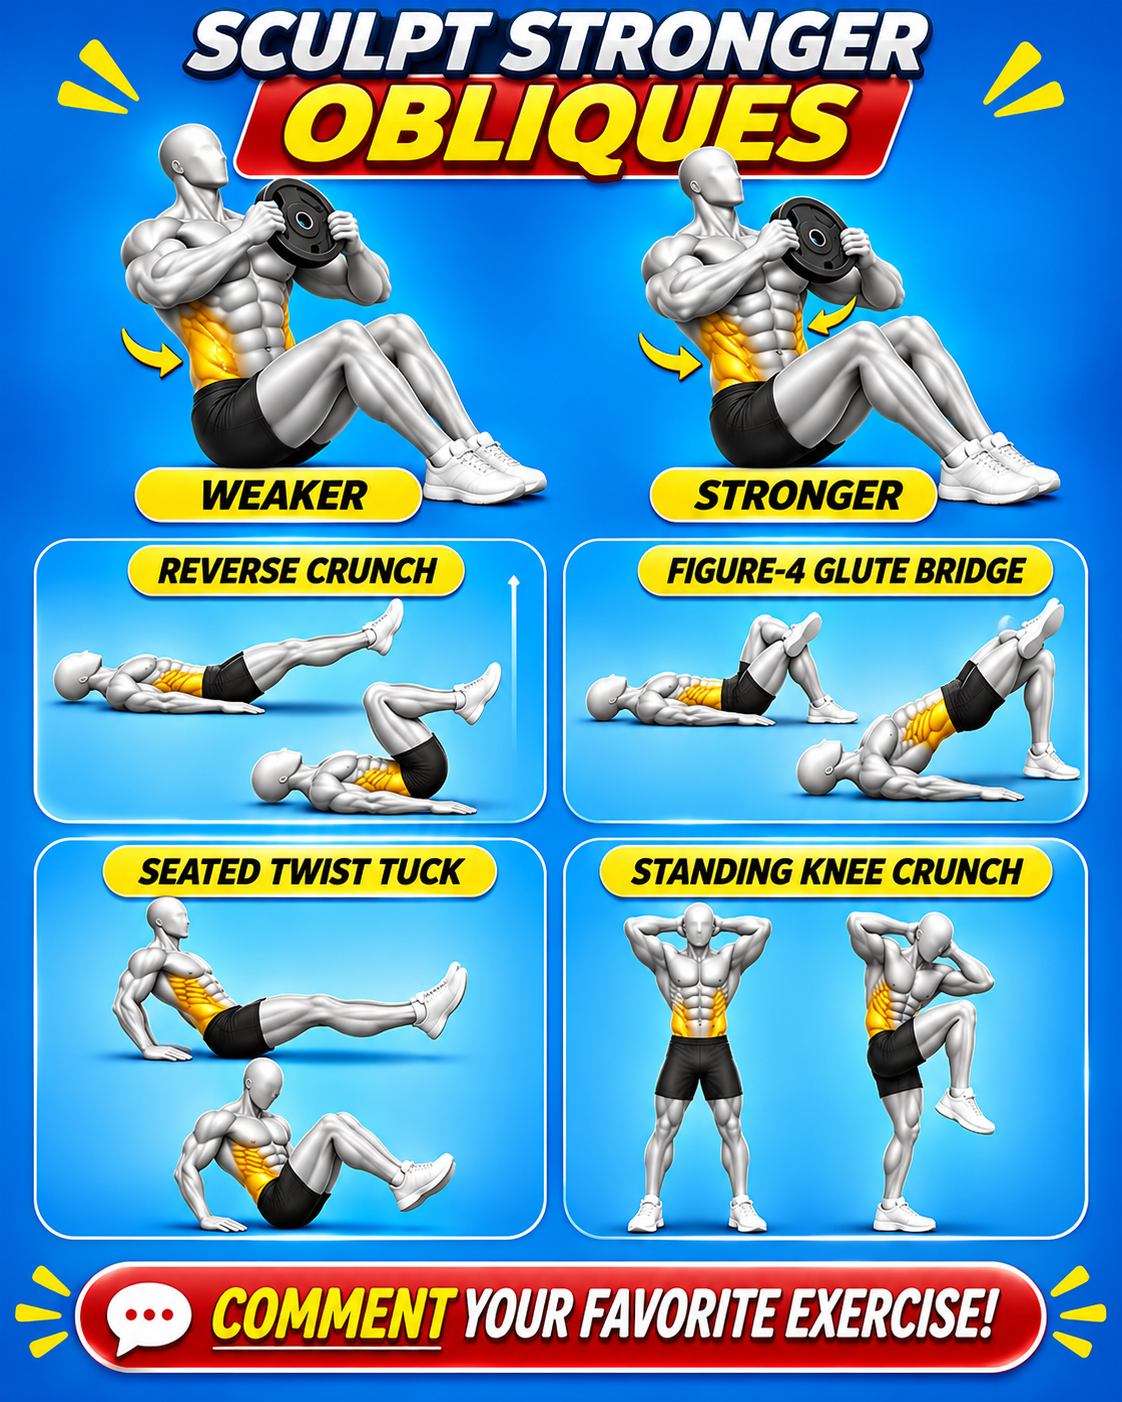 SCULPT STRONGER
OBLIQUES
WEAKER
STRONGER
REVERSE CRUNCH
FIGURE-4 GLUTE BRIDGE
SEATED TWIST TUCK
STANDING KNEE CRUNCH
COMMENT YOUR FAVORITE EXERCISE!